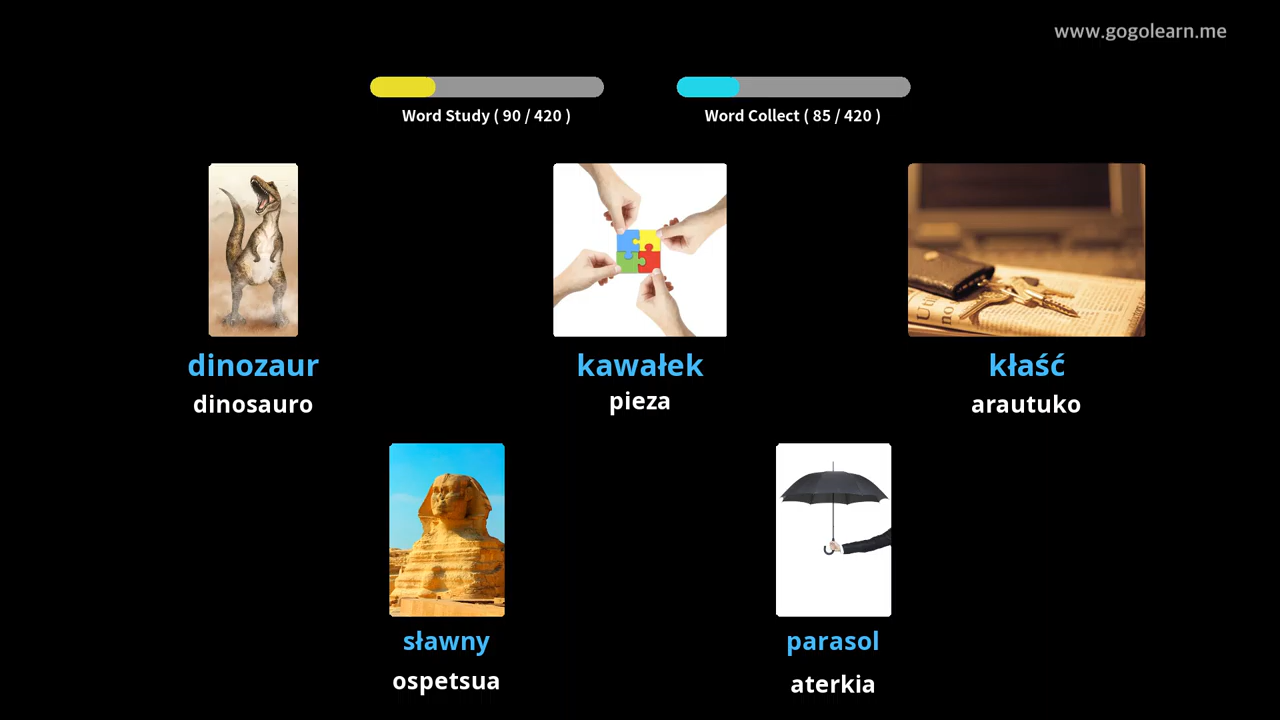 www.gogolearn.me
Word Study ( 90 / 420 )
Word Collect ( 85 / 420 )
dinozaur
dinosauro
kawałek
pieza
kłaść
arautuko
sławny
ospetsua
parasol
aterkia